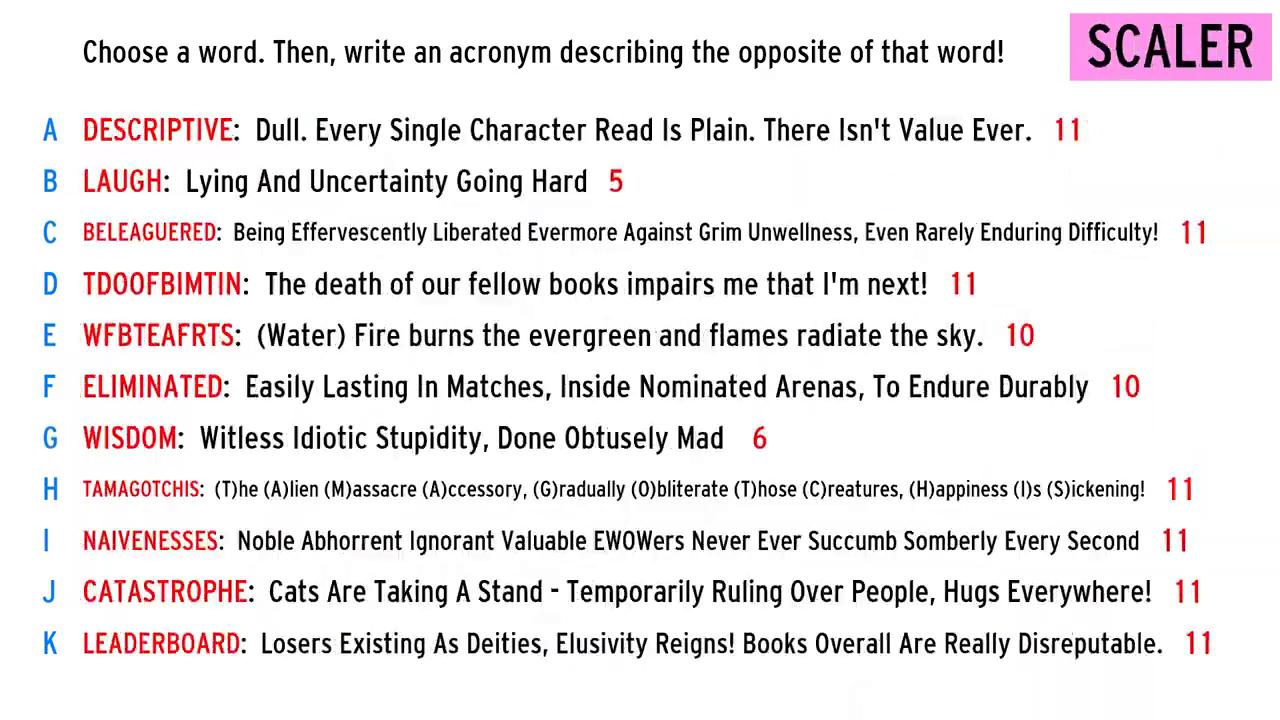 Choose a word. Then, write an acronym describing the opposite of that word!
SCALER
A DESCRIPTIVE: Dull. Every Single Character Read Is Plain. There Isn't Value Ever. 11
B LAUGH: Lying And Uncertainty Going Hard 5
C BELEAGUERED: Being Effervescently Liberated Evermore Against Grim Unwellness, Even Rarely Enduring Difficulty! 11
D TDOOFBIMTIN: The death of our fellow books impairs me that I'm next! 11
E WFBTEAFRTS: (Water) Fire burns the evergreen and flames radiate the sky. 10
F ELIMINATED: Easily Lasting In Matches, Inside Nominated Arenas, To Endure Durably 10
G WISDOM: Witless Idiotic Stupidity, Done Obtusely Mad 6
H TAMAGOTCHIS: (T)he (A)lien (M)assacre (A)ccessory, (G)radually (O)bliterate (T)hose (C)reatures, (H)appiness (I)s (S)ickening! 11
I NAIVENESSES: Noble Abhorrent Ignorant Valuable EWOWers Never Ever Succumb Somberly Every Second 11
J CATASTROPHE: Cats Are Taking A Stand - Temporarily Ruling Over People, Hugs Everywhere! 11
K LEADERBOARD: Losers Existing As Deities, Elusivity Reigns! Books Overall Are Really Disreputable. 11